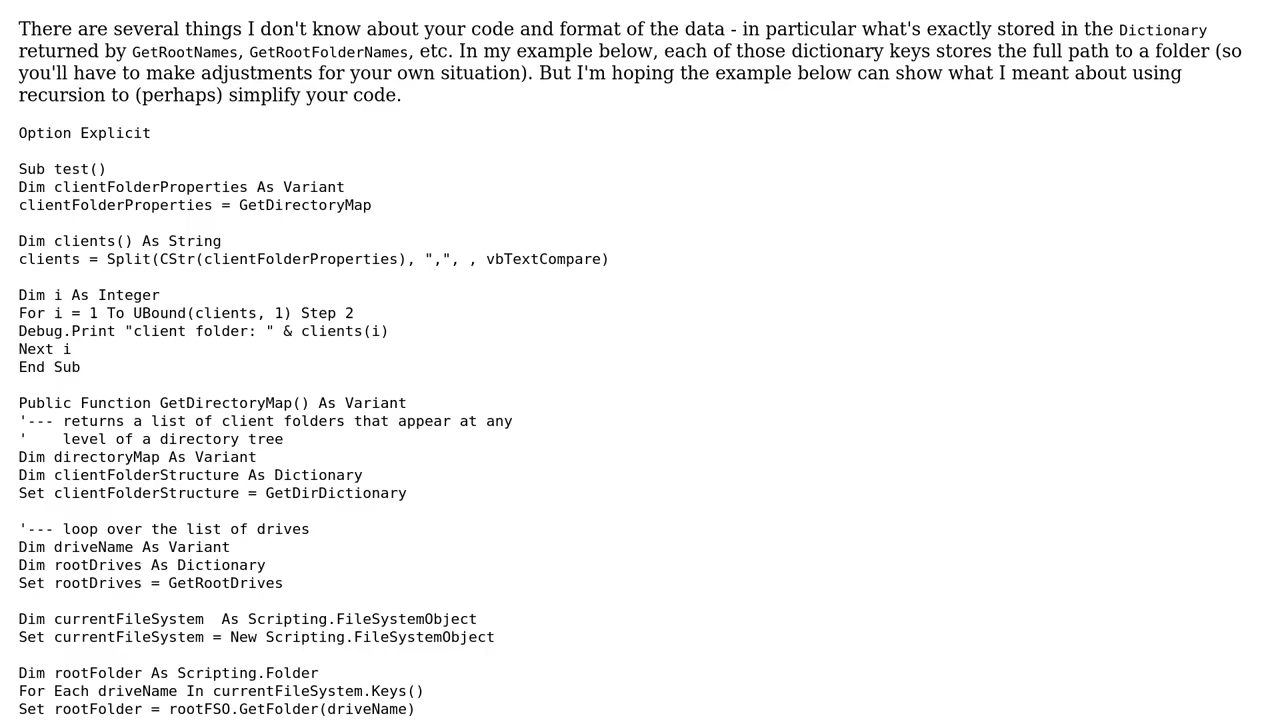 There are several things I don't know about your code and format of the data - in particular what's exactly stored in the Dictionary
returned by GetRootNames, GetRootFolderNames, etc. In my example below, each of those dictionary keys stores the full path to a folder (so
you'll have to make adjustments for your own situation). But I'm hoping the example below can show what I meant about using
recursion to (perhaps) simplify your code.
Option Explicit
Sub test()
Dim clientFolderProperties As Variant
clientFolderProperties = GetDirectoryMap
Dim clients() As String
clients = Split(CStr(clientFolderProperties), ",", , vbTextCompare)
Dim i As Integer
For i = 1 To UBound(clients, 1) Step 2
Debug.Print "client folder: " & clients(i)
Next i
End Sub
Public Function GetDirectoryMap() As Variant
'--- returns a list of client folders that appear at any
'    level of a directory tree
Dim directoryMap As Variant
Dim clientFolderStructure As Dictionary
Set clientFolderStructure = GetDirDictionary
'--- loop over the list of drives
Dim driveName As Variant
Dim rootDrives As Dictionary
Set rootDrives = GetRootDrives
Dim currentFileSystem  As Scripting.FileSystemObject
Set currentFileSystem = New Scripting.FileSystemObject
Dim rootFolder As Scripting.Folder
For Each driveName In currentFileSystem.Keys()
Set rootFolder = rootFSO.GetFolder(driveName)